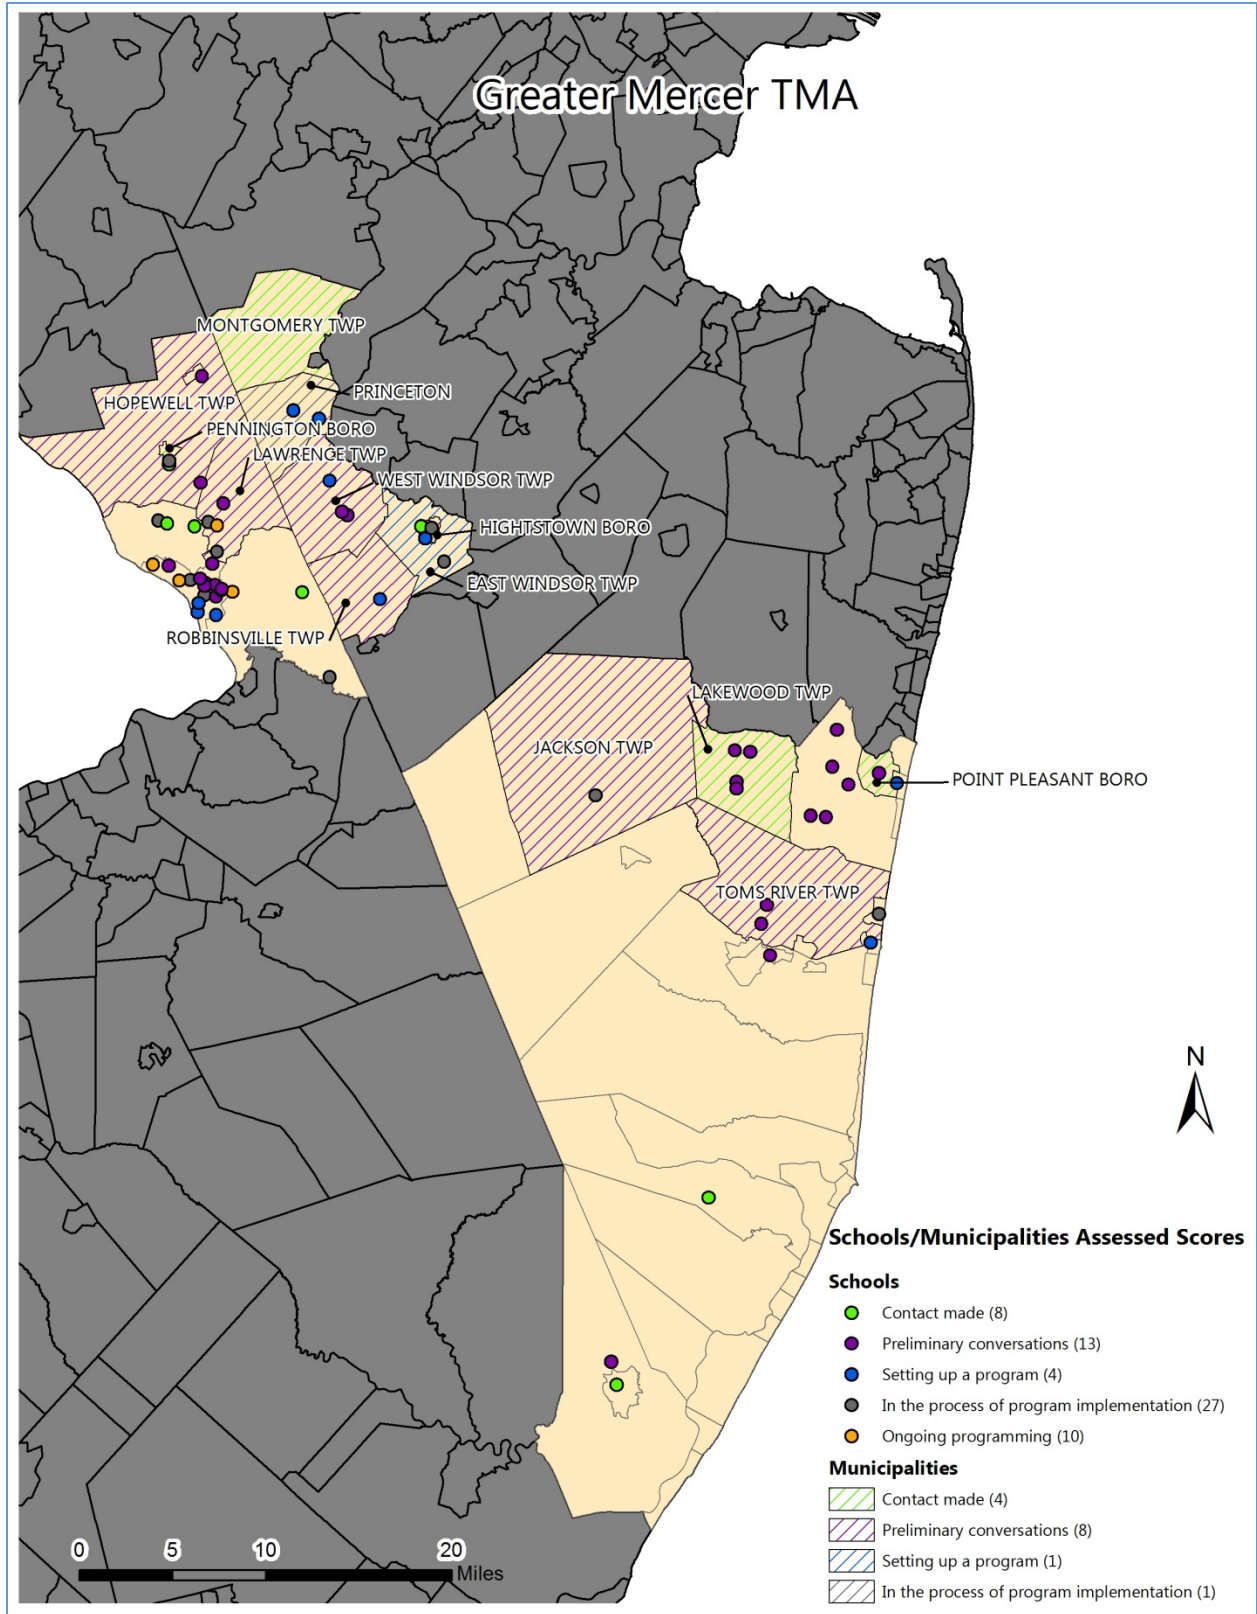 Greater Mercer TMA
MONTGOMERY TWP
PRINCETON
HOPEWELL TWP
PENNINGTON BORO
LAWRENCE TWP
WEST WINDSOR TWP
HIGHTSTOWN BORO
EAST WINDSOR TWP
ROBBINSVILLE TWP
LAKEWOOD TWP
JACKSON TWP
POINT PLEASANT BORO
TOMS RIVER TWP
N
Schools/Municipalities Assessed Scores
Schools
Contact made (8)
Preliminary conversations (13)
Setting up a program (4)
In the process of program implementation (27)
Ongoing programming (10)
Municipalities
Contact made (4)
Preliminary conversations (8)
Setting up a program (1)
In the process of program implementation (1)
0 5 10 20
Miles